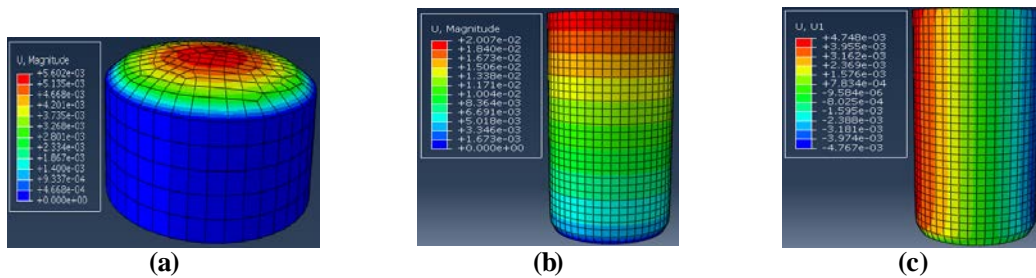 U, Magnitude
+5.602e-03
+5.135e-03
+4.668e-03
+4.201e-03
+3.735e-03
+3.268e-03
+2.801e-03
+2.334e-03
+1.867e-03
+1.400e-03
+9.337e-04
+4.668e-04
+0.000e+00
(a)
U, Magnitude
+2.007e-02
+1.840e-02
+1.673e-02
+1.506e-02
+1.338e-02
+1.171e-02
+1.004e-02
+8.364e-03
+6.691e-03
+5.018e-03
+3.346e-03
+1.673e-03
+0.000e+00
(b)
U, U1
+4.748e-03
+3.955e-03
+3.162e-03
+2.369e-03
+1.576e-03
+7.834e-04
-9.584e-06
-8.025e-04
-1.595e-03
-2.388e-03
-3.181e-03
-3.974e-03
-4.767e-03
(c)